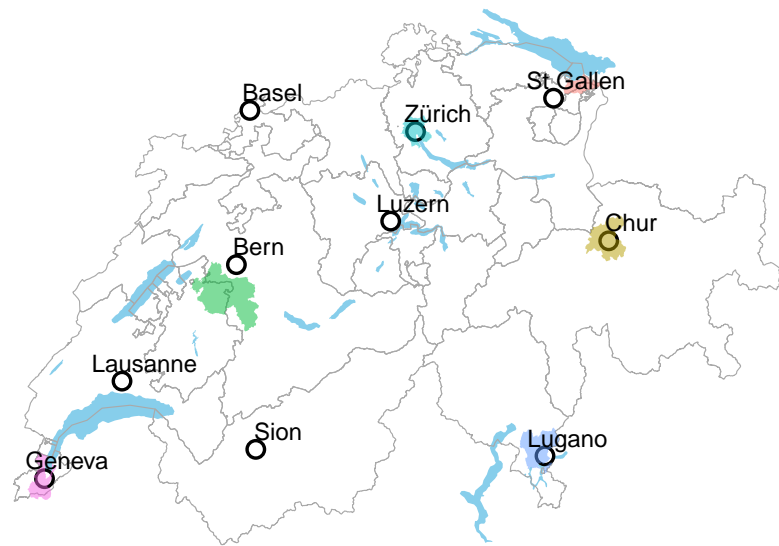 St Gallen
Basel
Zürich
Luzern
Chur
Bern
Lausanne
Sion
Lugano
Geneva